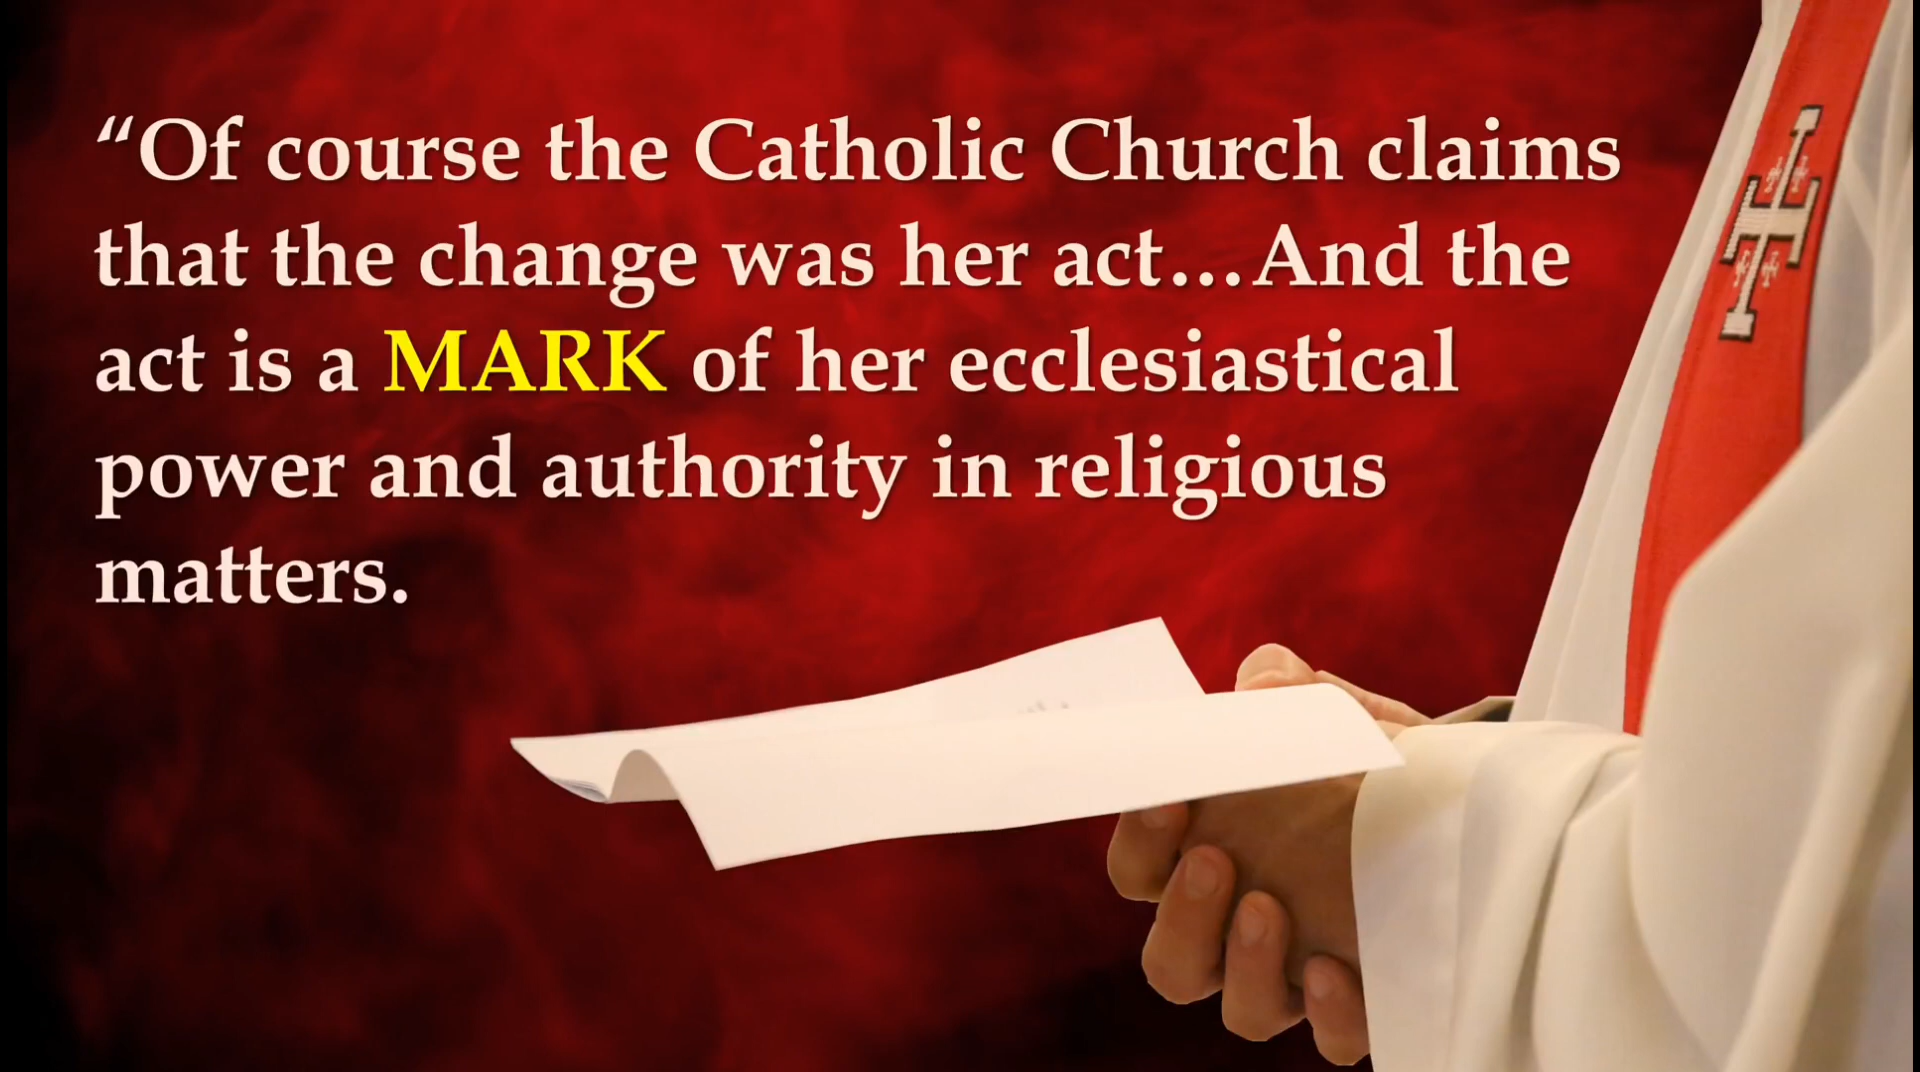 “Of course the Catholic Church claims
that the change was her act…And the
act is a MARK of her ecclesiastical
power and authority in religious
matters.